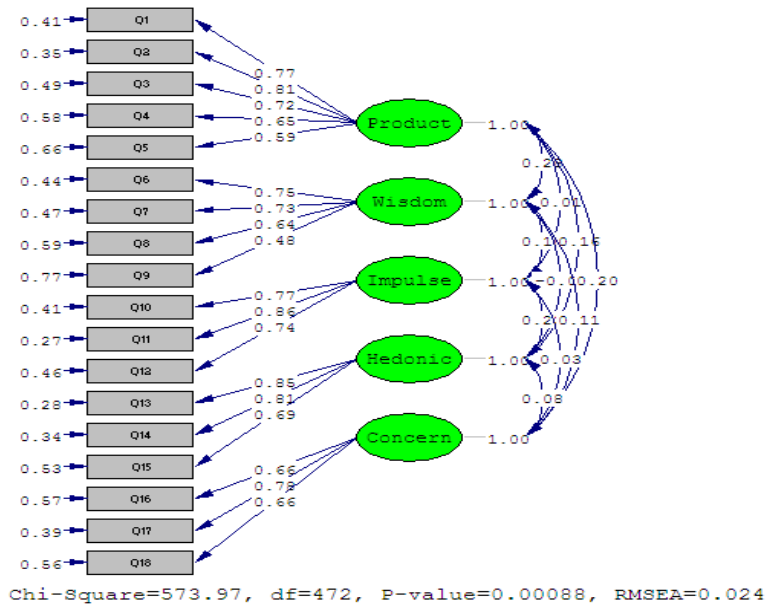 0.41 Q1
0.35 Q2
0.49 Q3
0.58 Q4
0.66 Q5
0.44 Q6
0.47 Q7
0.59 Q8
0.77 Q9
0.41 Q10
0.27 Q11
0.46 Q12
0.28 Q13
0.34 Q14
0.53 Q15
0.57 Q16
0.39 Q17
0.56 Q18
0.77
0.81
0.72
0.65
0.59
0.75
0.73
0.64
0.48
0.77
0.86
0.74
0.85
0.81
0.69
0.66
0.78
0.66
Product 1.00
Wisdom 1.00
Impulse 1.00
Hedonic 1.00
Concern 1.00
0.16
0.20
0.11
0.03
0.08
Chi-Square=573.97, df=472, P-value=0.00088, RMSEA=0.024